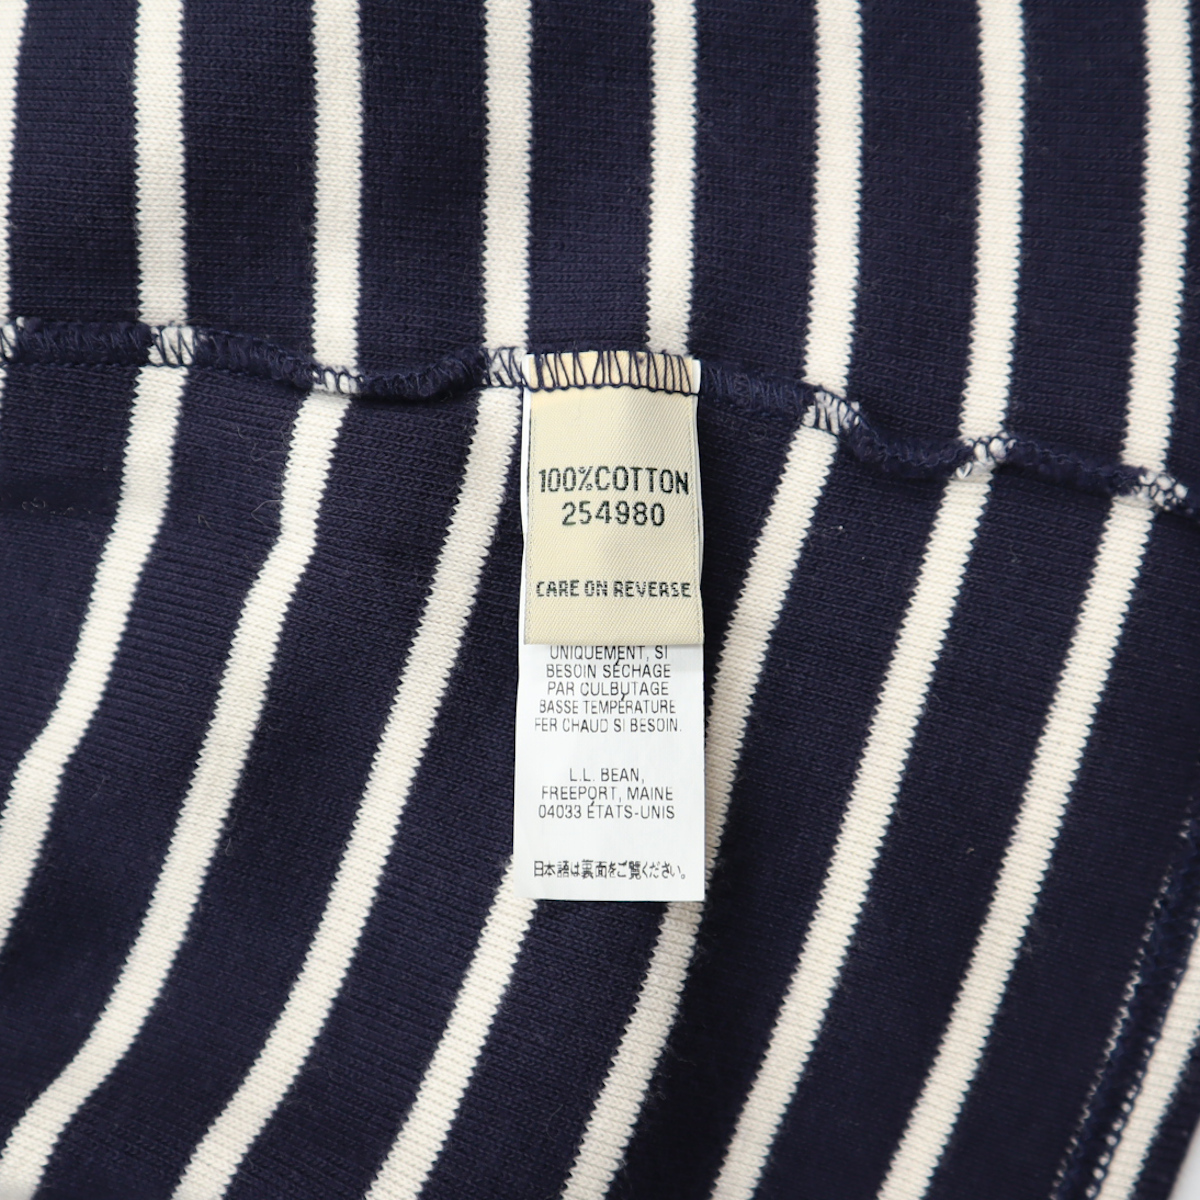 100%COTTON
254980
CARE ON REVERSE
UNIQUEMENT, SI
BESOIN SÉCHAGE
PAR CULBUTAGE
BASSE TEMPÉRATURE
FER CHAUD SI BESOIN.
L.L. BEAN,
FREEPORT, MAINE
04033 ÉTATS-UNIS
日本語は裏面をご覧ください。